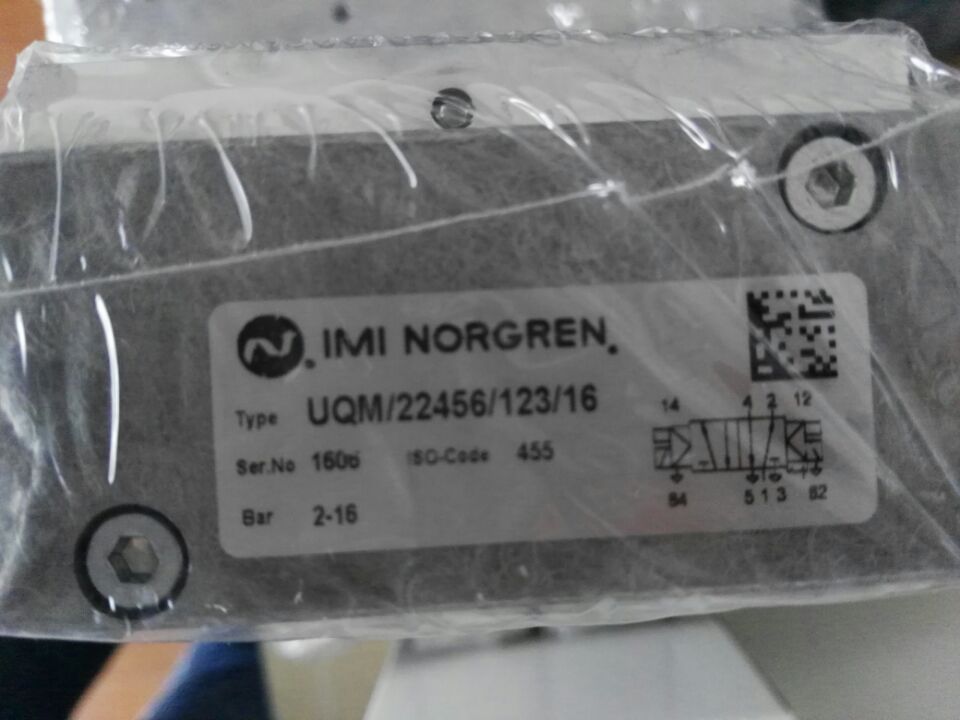 IMI NORGREN.
Type UQM/22456/123/16
Ser.No 1606 ISO-Code 455
Bar 2-16
14 4 2 12
84 5 1 3 82